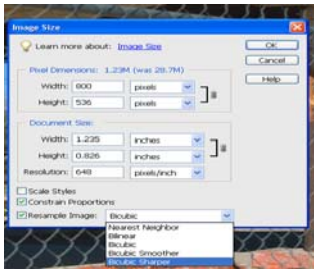 Image Size
Learn more about: Image Size
OK
Cancel
Help
Pixel Dimensions: 1.23M (was 28.7M)
Width: 800 pixels
Height: 536 pixels
Document Size:
Width: 1.235 inches
Height: 0.826 inches
Resolution: 648 pixels/inch
Scale Styles
Constrain Proportions
Resample Image: Bicubic
Nearest Neighbor
Bilinear
Bicubic
Bicubic Smoother
Bicubic Sharper